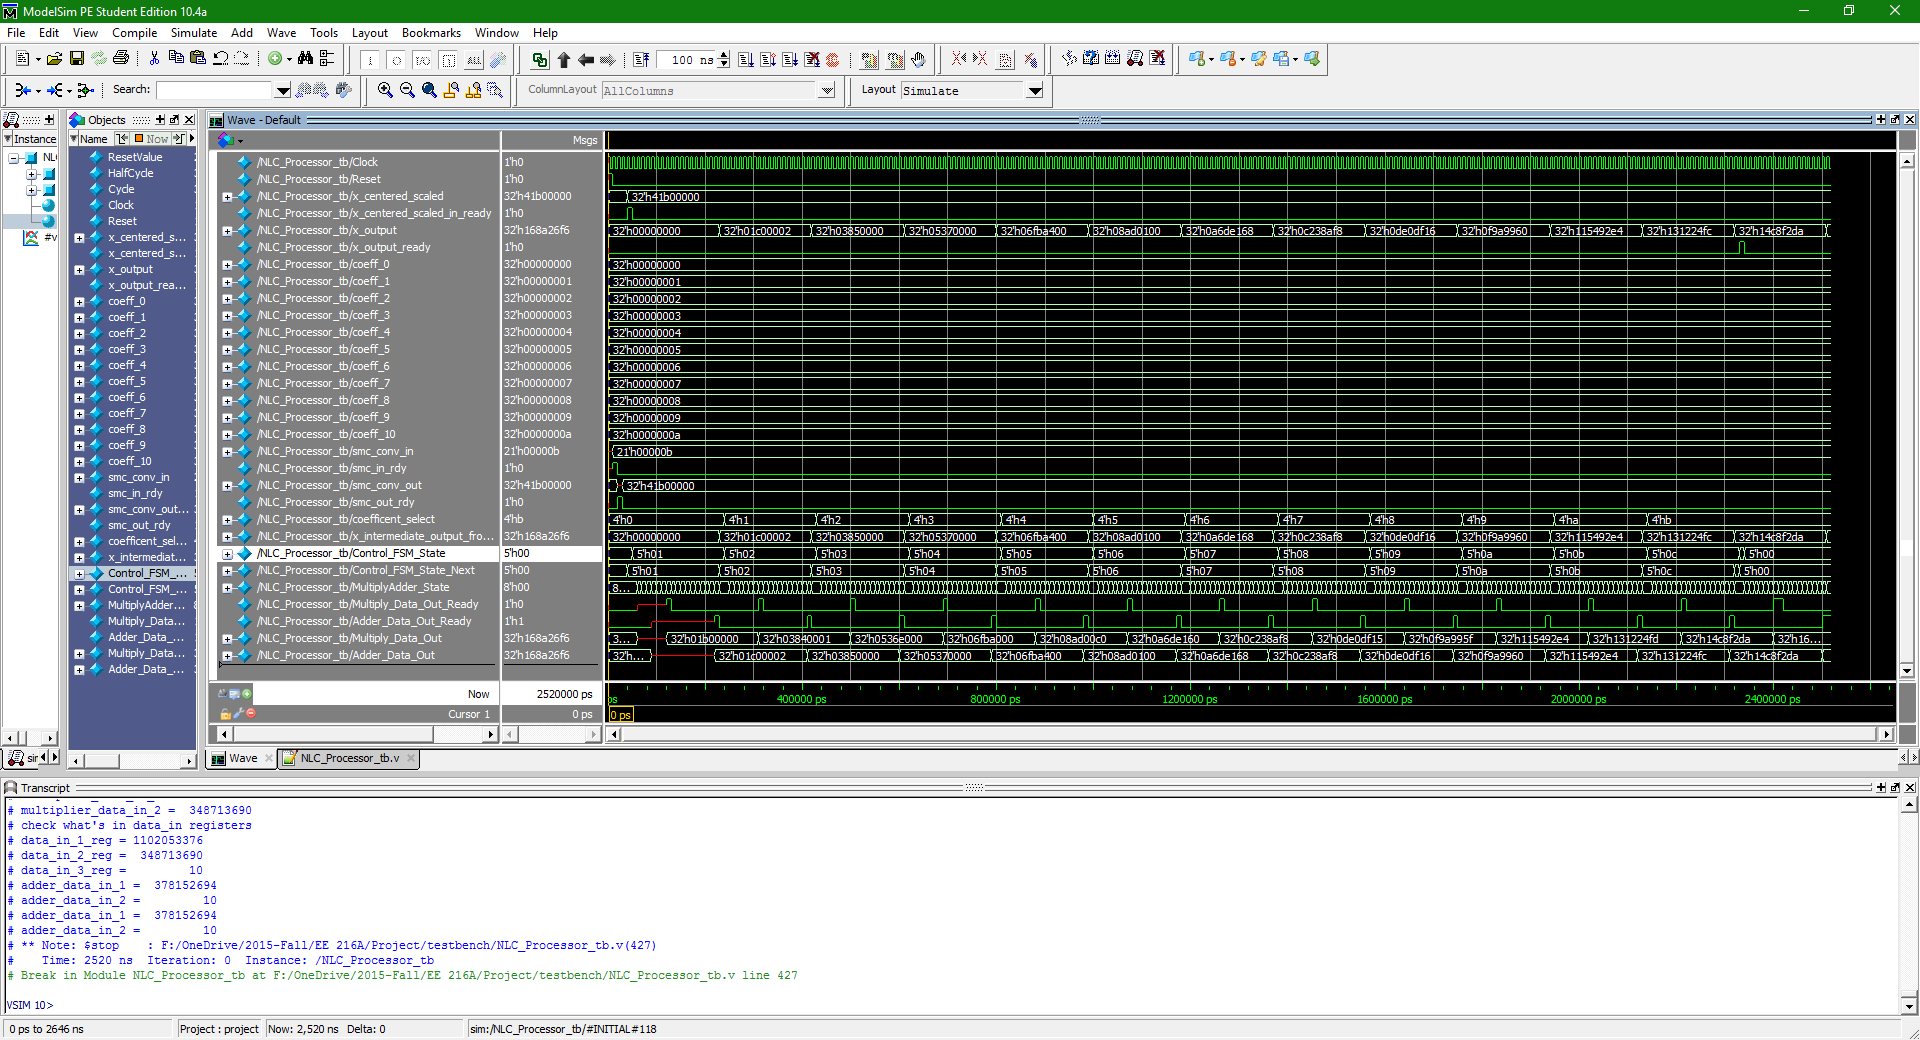 ModelSim PE Student Edition 10.4a
File Edit View Compile Simulate Add Wave Tools Layout Bookmarks Window Help
100 ns
Search: ColumnLayout AllColumns Layout Simulate
Objects
Wave - Default
Instance
Name Now
Msgs
ResetValue
HalfCycle
Cycle
Clock
Reset
x_centered_s...
x_centered_s...
x_output
x_output_rea...
coeff_0
coeff_1
coeff_2
coeff_3
coeff_4
coeff_5
coeff_6
coeff_7
coeff_8
coeff_9
coeff_10
smc_conv_in
smc_in_rdy
smc_conv_out...
smc_out_rdy
coefficent_sel...
x_intermediat...
Control_FSM_...
Control_FSM_...
MultiplyAdder...
Multiply_Data...
Adder_Data_...
Multiply_Data...
Adder_Data_...
/NLC_Processor_tb/Clock 1'h0
/NLC_Processor_tb/Reset 1'h0
/NLC_Processor_tb/x_centered_scaled 32'h41b00000 32'h41b00000
/NLC_Processor_tb/x_centered_scaled_in_ready 1'h0
/NLC_Processor_tb/x_output 32'h168a26f6 32'h00000000 32'h01c00002 32'h03850000 32'h05370000 32'h06fba400 32'h08ad0100 32'h0a6de168 32'h0c238af8 32'h0de0df16 32'h0f9a9960 32'h115492e4 32'h131224fc 32'h14c8f2da
/NLC_Processor_tb/x_output_ready 1'h0
/NLC_Processor_tb/coeff_0 32'h00000000 32'h00000000
/NLC_Processor_tb/coeff_1 32'h00000001 32'h00000001
/NLC_Processor_tb/coeff_2 32'h00000002 32'h00000002
/NLC_Processor_tb/coeff_3 32'h00000003 32'h00000003
/NLC_Processor_tb/coeff_4 32'h00000004 32'h00000004
/NLC_Processor_tb/coeff_5 32'h00000005 32'h00000005
/NLC_Processor_tb/coeff_6 32'h00000006 32'h00000006
/NLC_Processor_tb/coeff_7 32'h00000007 32'h00000007
/NLC_Processor_tb/coeff_8 32'h00000008 32'h00000008
/NLC_Processor_tb/coeff_9 32'h00000009 32'h00000009
/NLC_Processor_tb/coeff_10 32'h0000000a 32'h0000000a
/NLC_Processor_tb/smc_conv_in 21'h00000b 21'h00000b
/NLC_Processor_tb/smc_in_rdy 1'h0
/NLC_Processor_tb/smc_conv_out 32'h41b00000 32'h41b00000
/NLC_Processor_tb/smc_out_rdy 1'h0
/NLC_Processor_tb/coefficent_select 4'hb 4'h0 4'h1 4'h2 4'h3 4'h4 4'h5 4'h6 4'h7 4'h8 4'h9 4'ha 4'hb
/NLC_Processor_tb/x_intermediate_output_fro... 32'h168a26f6 32'h00000000 32'h01c00002 32'h03850000 32'h05370000 32'h06fba400 32'h08ad0100 32'h0a6de168 32'h0c238af8 32'h0de0df16 32'h0f9a9960 32'h115492e4 32'h131224fc 32'h14c8f2da
/NLC_Processor_tb/Control_FSM_State 5'h00 5'h01 5'h02 5'h03 5'h04 5'h05 5'h06 5'h07 5'h08 5'h09 5'h0a 5'h0b 5'h0c 5'h00
/NLC_Processor_tb/Control_FSM_State_Next 5'h00 5'h01 5'h02 5'h03 5'h04 5'h05 5'h06 5'h07 5'h08 5'h09 5'h0a 5'h0b 5'h0c 5'h00
/NLC_Processor_tb/MultiplyAdder_State 8'h00 8...
/NLC_Processor_tb/Multiply_Data_Out_Ready 1'h0
/NLC_Processor_tb/Adder_Data_Out_Ready 1'h1
/NLC_Processor_tb/Multiply_Data_Out 32'h168a26f6 3... 32'h01b00000 32'h03840001 32'h0536e000 32'h06fba000 32'h08ad00c0 32'h0a6de160 32'h0c238af8 32'h0de0df15 32'h0f9a995f 32'h115492e4 32'h131224fd 32'h14c8f2da 32'h16...
/NLC_Processor_tb/Adder_Data_Out 32'h168a26f6 32'h... 32'h01c00002 32'h03850000 32'h05370000 32'h06fba400 32'h08ad0100 32'h0a6de168 32'h0c238af8 32'h0de0df16 32'h0f9a9960 32'h115492e4 32'h131224fc 32'h14c8f2da
Now 2520000 ps ps 400000 ps 800000 ps 1200000 ps 1600000 ps 2000000 ps 2400000 ps
Cursor 1 0 ps 0 ps
Wave NLC_Processor_tb.v
Transcript
# multiplier_data_in_2 = 348713690
# check what's in data_in registers
# data_in_1_reg = 1102053376
# data_in_2_reg = 348713690
# data_in_3_reg = 10
# adder_data_in_1 = 378152694
# adder_data_in_2 = 10
# adder_data_in_1 = 378152694
# adder_data_in_2 = 10
# ** Note: $stop : F:/OneDrive/2015-Fall/EE 216A/Project/testbench/NLC_Processor_tb.v(427)
# Time: 2520 ns Iteration: 0 Instance: /NLC_Processor_tb
# Break in Module NLC_Processor_tb at F:/OneDrive/2015-Fall/EE 216A/Project/testbench/NLC_Processor_tb.v line 427
VSIM 10>
0 ps to 2646 ns Project : project Now: 2,520 ns Delta: 0 sim:/NLC_Processor_tb/#INITIAL#118